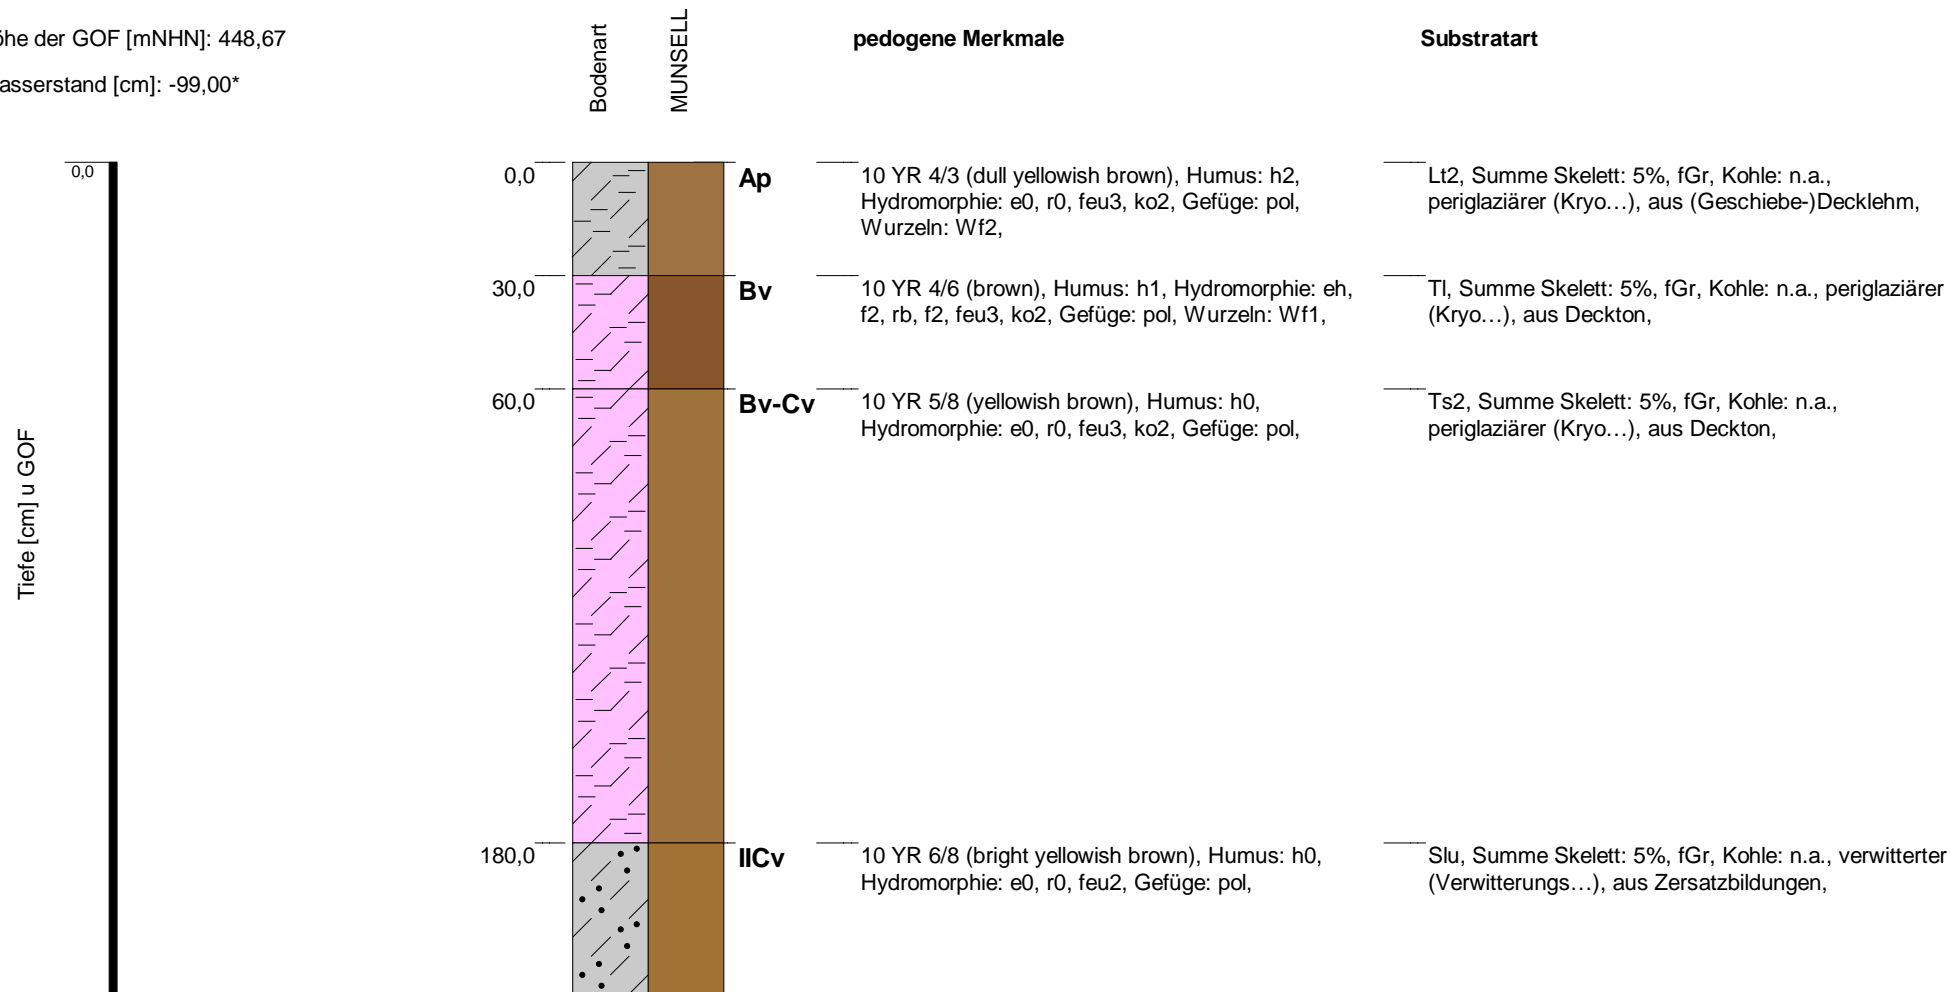 öhe der GOF [mNHN]: 448,67
asserstand [cm]: -99,00*
Bodenart
MUNSELL
pedogene Merkmale
Substratart
Tiefe [cm] u GOF
0,0
0,0
Ap
10 YR 4/3 (dull yellowish brown), Humus: h2,
Hydromorphie: e0, r0, feu3, ko2, Gefüge: pol,
Wurzeln: Wf2,
Lt2, Summe Skelett: 5%, fGr, Kohle: n.a.,
periglaziärer (Kryo…), aus (Geschiebe-)Decklehm,
30,0
Bv
10 YR 4/6 (brown), Humus: h1, Hydromorphie: eh,
f2, rb, f2, feu3, ko2, Gefüge: pol, Wurzeln: Wf1,
Tl, Summe Skelett: 5%, fGr, Kohle: n.a., periglaziärer
(Kryo…), aus Deckton,
60,0
Bv-Cv
10 YR 5/8 (yellowish brown), Humus: h0,
Hydromorphie: e0, r0, feu3, ko2, Gefüge: pol,
Ts2, Summe Skelett: 5%, fGr, Kohle: n.a.,
periglaziärer (Kryo…), aus Deckton,
180,0
IICv
10 YR 6/8 (bright yellowish brown), Humus: h0,
Hydromorphie: e0, r0, feu2, Gefüge: pol,
Slu, Summe Skelett: 5%, fGr, Kohle: n.a., verwitterter
(Verwitterungs…), aus Zersatzbildungen,